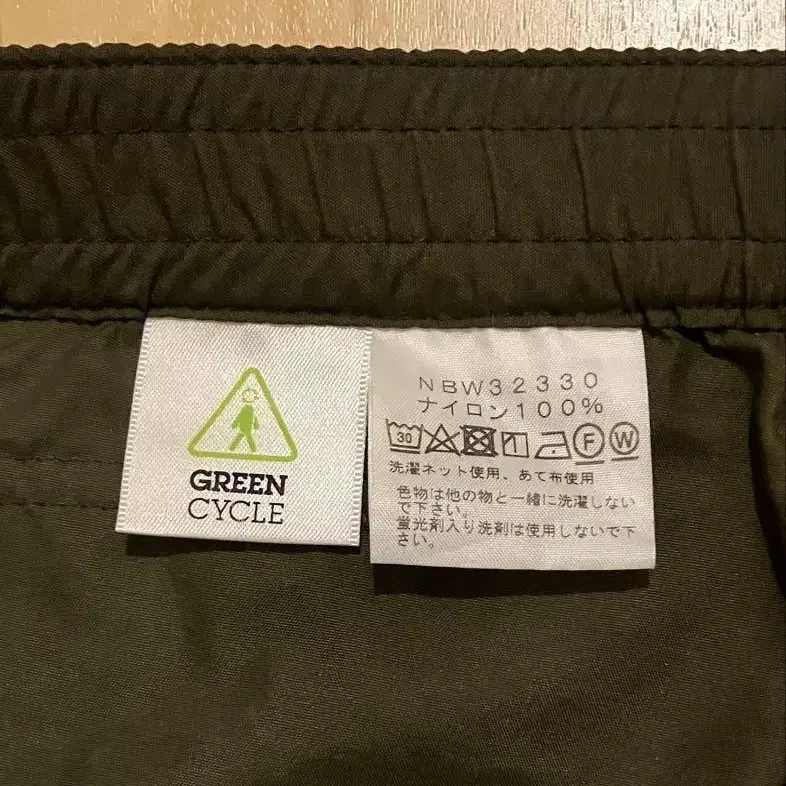 GREEN
CYCLE
NBW32330
ナイロン100%
30 F W
洗濯ネット使用、あて布使用
色物は他の物と一緒に洗濯しない
で下さい。
蛍光剤入り洗剤は使用しないで下
さい。